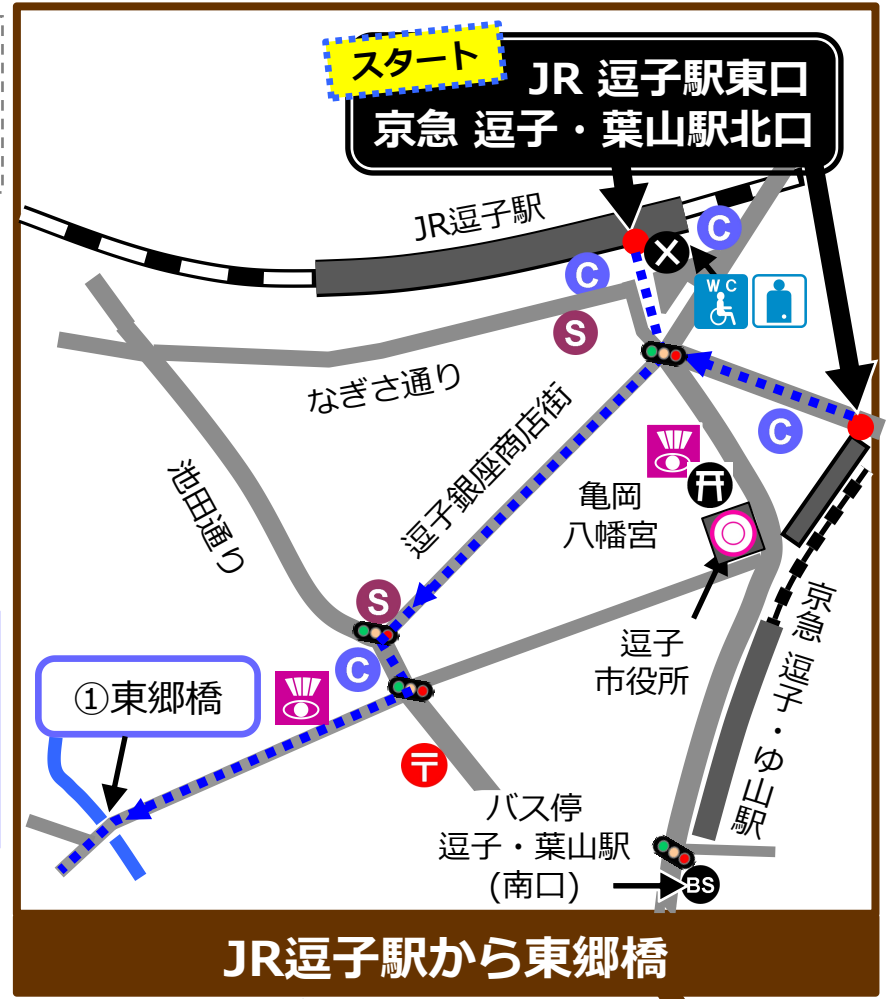 スタート
JR 逗子駅東口
京急 逗子・葉山駅北口
JR逗子駅
C
C
WC
S
なぎさ通り
C
逗子銀座商店街
池田通り
亀岡
八幡宮
S
京急 逗子・ゆ山駅
逗子
市役所
C
①東郷橋
〒
バス停
逗子・葉山駅
(南口)
BS
JR逗子駅から東郷橋